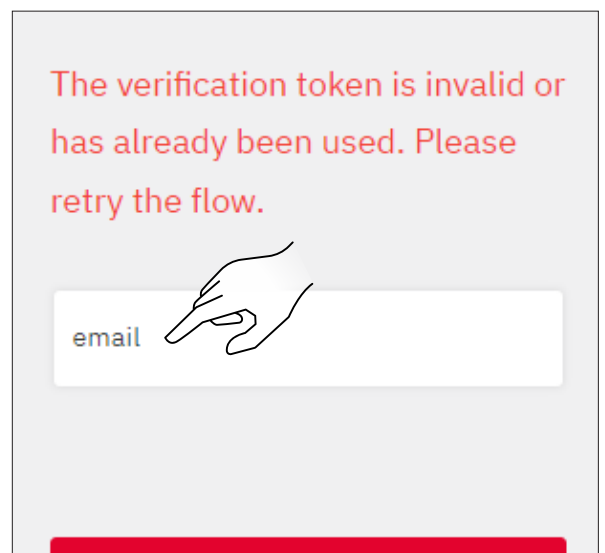 The verification token is invalid or
has already been used. Please
retry the flow.
email